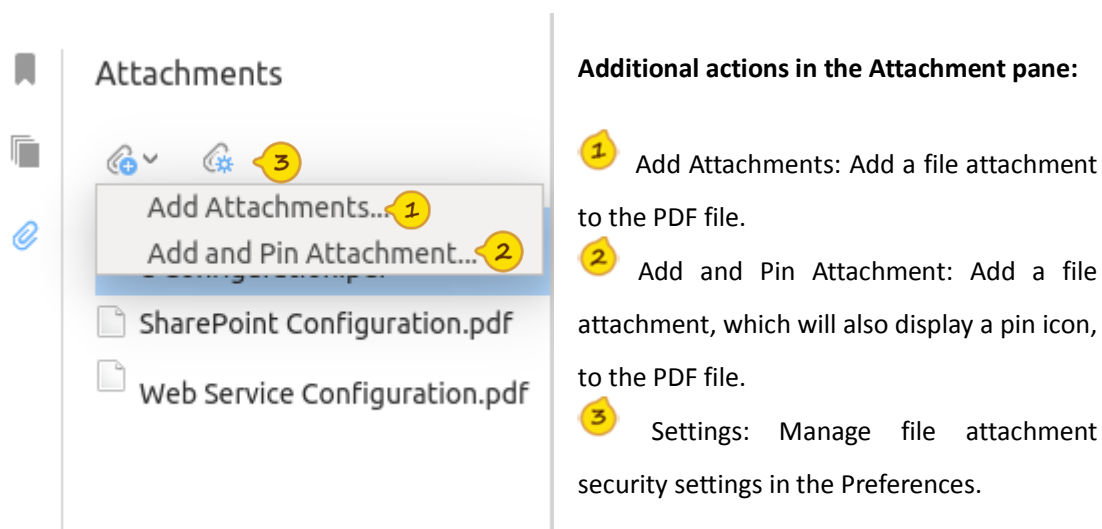 Attachments
3
Add Attachments...1
Add and Pin Attachment...2
SharePoint Configuration.pdf
Web Service Configuration.pdf
Additional actions in the Attachment pane:
1 Add Attachments: Add a file attachment
to the PDF file.
2 Add and Pin Attachment: Add a file
attachment, which will also display a pin icon,
to the PDF file.
3 Settings: Manage file attachment
security settings in the Preferences.